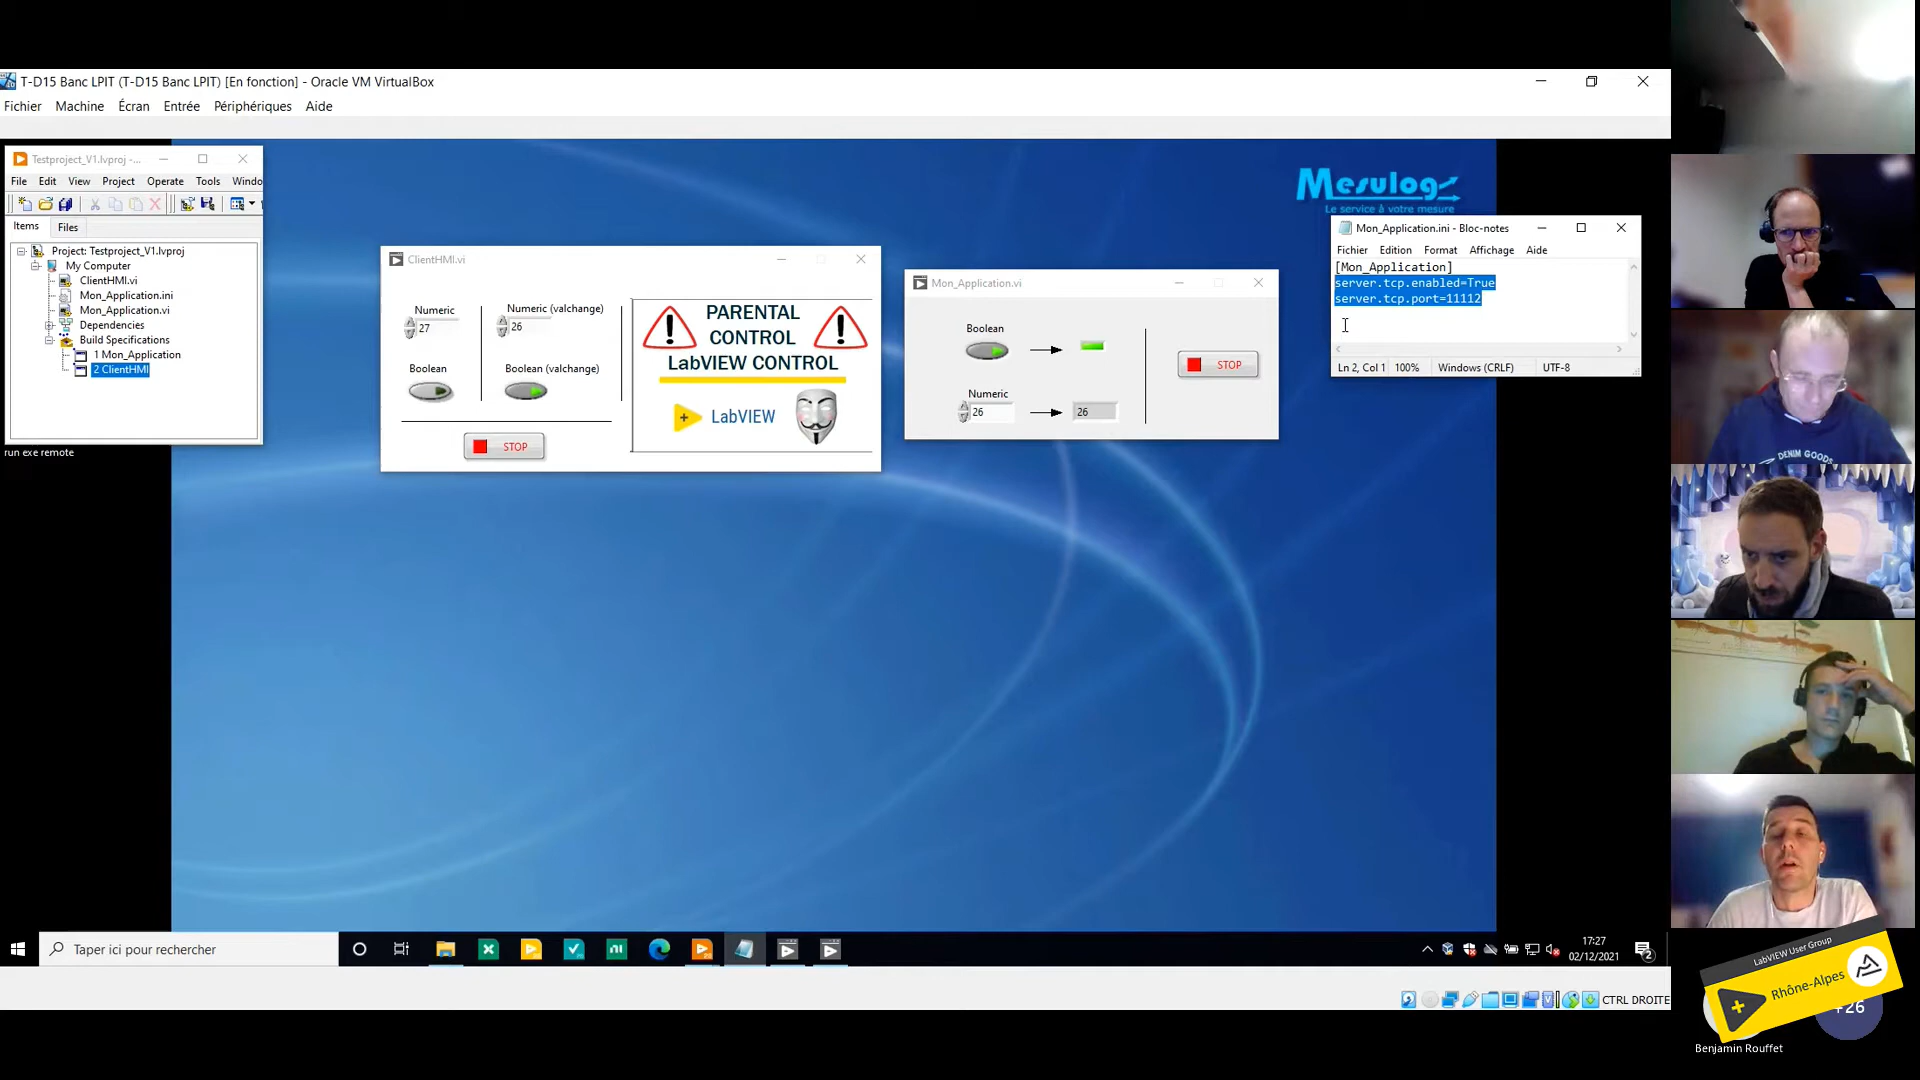 T-D15 Banc LPIT (T-D15 Banc LPIT) [En fonction] - Oracle VM VirtualBox
Fichier Machine Écran Entrée Périphériques Aide
Testproject_V1.lvproj -...
File Edit View Project Operate Tools Windo
Items Files
Project: Testproject_V1.lvproj
My Computer
ClientHMI.vi
Mon_Application.ini
Mon_Application.vi
Dependencies
Build Specifications
1 Mon_Application
2 ClientHMI
run exe remote
ClientHMI.vi
Numeric
27
Numeric (valchange)
26
Boolean
Boolean (valchange)
STOP
PARENTAL
CONTROL
LabVIEW CONTROL
LabVIEW
Mon_Application.vi
Boolean
Numeric
26
26
STOP
Mesulog
Le service à votre mesure
Mon_Application.ini - Bloc-notes
Fichier Edition Format Affichage Aide
[Mon_Application]
server.tcp.enabled=True
server.tcp.port=11112
Ln 2, Col 1 100% Windows (CRLF) UTF-8
DENIM GOODS
Taper ici pour rechercher
17:27
02/12/2021
2
CTRL DROITE
LabVIEW User Group
Rhône-Alpes
+26
Benjamin Rouffet